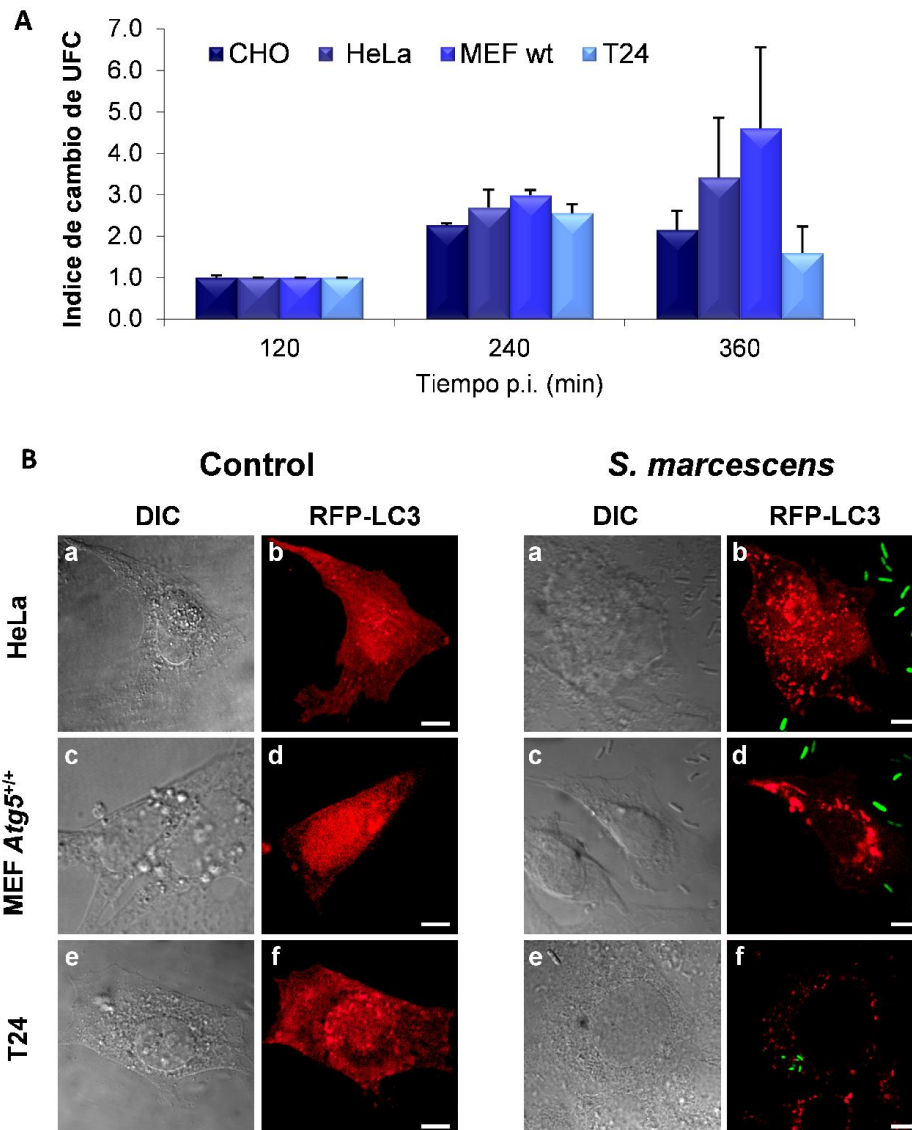 A
Indice de cambio de UFC
7.0
6.0
5.0
4.0
3.0
2.0
1.0
0.0
CHO HeLa MEF wt T24
120 240 360
Tiempo p.i. (min)
B
Control S. marcescens
DIC RFP-LC3 DIC RFP-LC3
HeLa a b a b
MEF Atg5+/+ c d c d
T24 e f e f